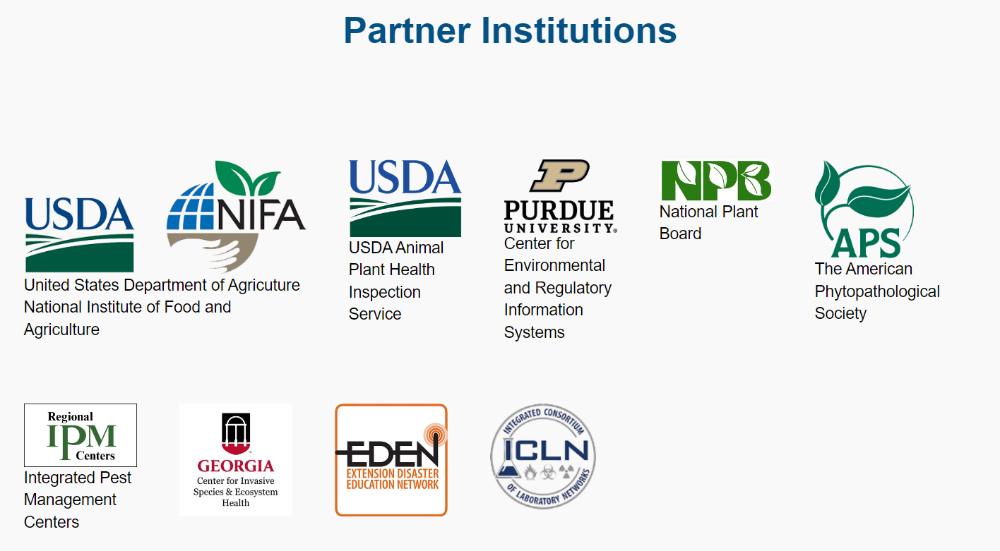 Partner Institutions
USDA
NIFA
United States Department of Agricuture
National Institute of Food and
Agriculture
USDA
USDA Animal
Plant Health
Inspection
Service
P
PURDUE
UNIVERSITY®
Center for
Environmental
and Regulatory
Information
Systems
NPB
National Plant
Board
APS
The American
Phytopathological
Society
Regional
IPM
Centers
Integrated Pest
Management
Centers
GEORGIA
Center for Invasive
Species & Ecosystem
Health
EDEN
EXTENSION DISASTER
EDUCATION NETWORK
INTEGRATED CONSORTIUM
ICLN
OF LABORATORY NETWORKS